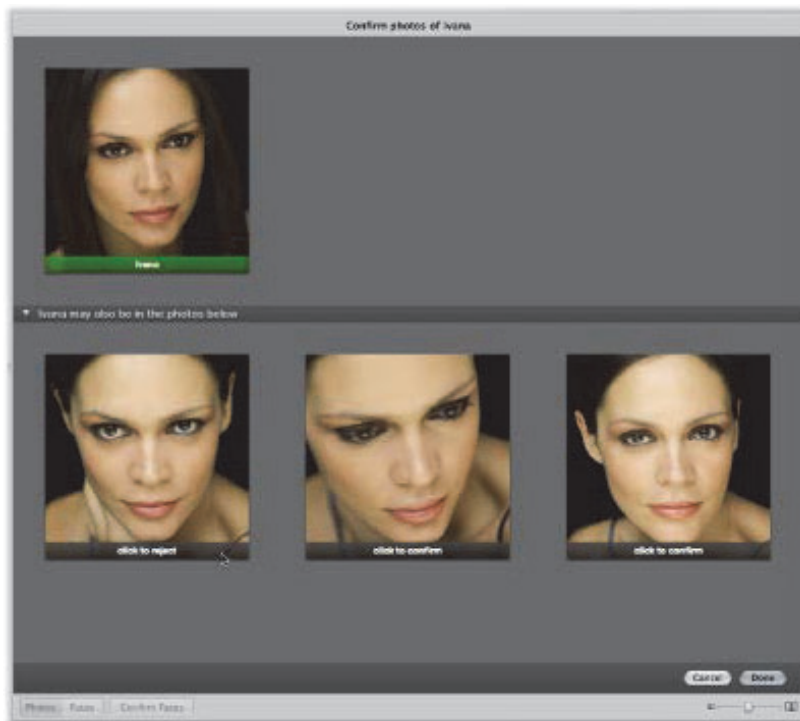 Confirm photos of Ivana
Ivana
Ivana may also be in the photos below
click to reject
click to confirm
click to confirm
Cancel
Done
Photos
Faces
Confirm Faces